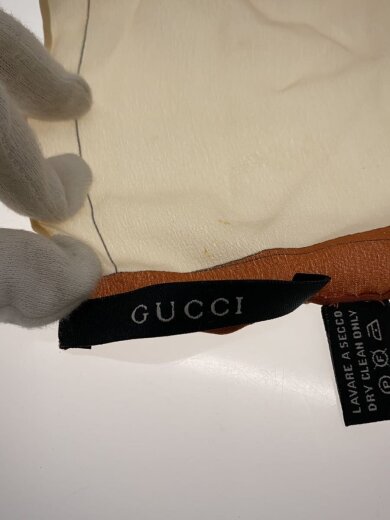 GUCCI
LAVARE A SECCO
DRY CLEAN ONLY
P